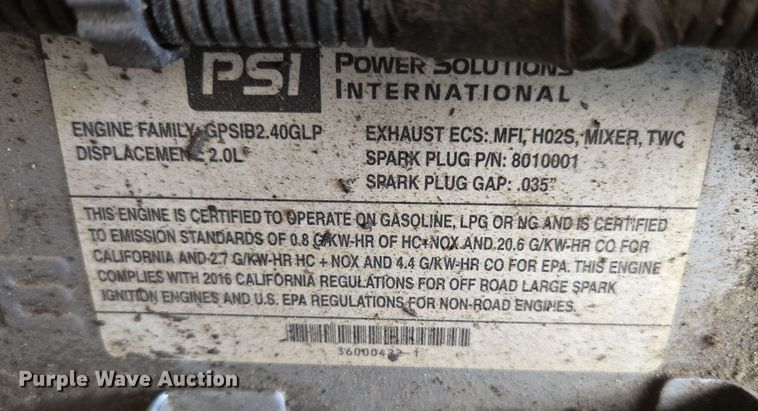 PSI
POWER SOLUTIONS
INTERNATIONAL
ENGINE FAMILY: GPSIB2.40GLP
DISPLACEMENT: 2.0L
EXHAUST ECS: MFI, H02S, MIXER, TWC
SPARK PLUG P/N: 8010001
SPARK PLUG GAP: .035"
THIS ENGINE IS CERTIFIED TO OPERATE ON GASOLINE, LPG OR NG AND IS CERTIFIED
TO EMISSION STANDARDS OF 0.8 G/KW-HR OF HC+NOX AND 20.6 G/KW-HR CO FOR
CALIFORNIA AND 2.7 G/KW-HR HC + NOX AND 4.4 G/KW-HR CO FOR EPA. THIS ENGINE
COMPLIES WITH 2016 CALIFORNIA REGULATIONS FOR OFF ROAD LARGE SPARK
IGNITION ENGINES AND U.S. EPA REGULATIONS FOR NON-ROAD ENGINES.
Purple Wave Auction